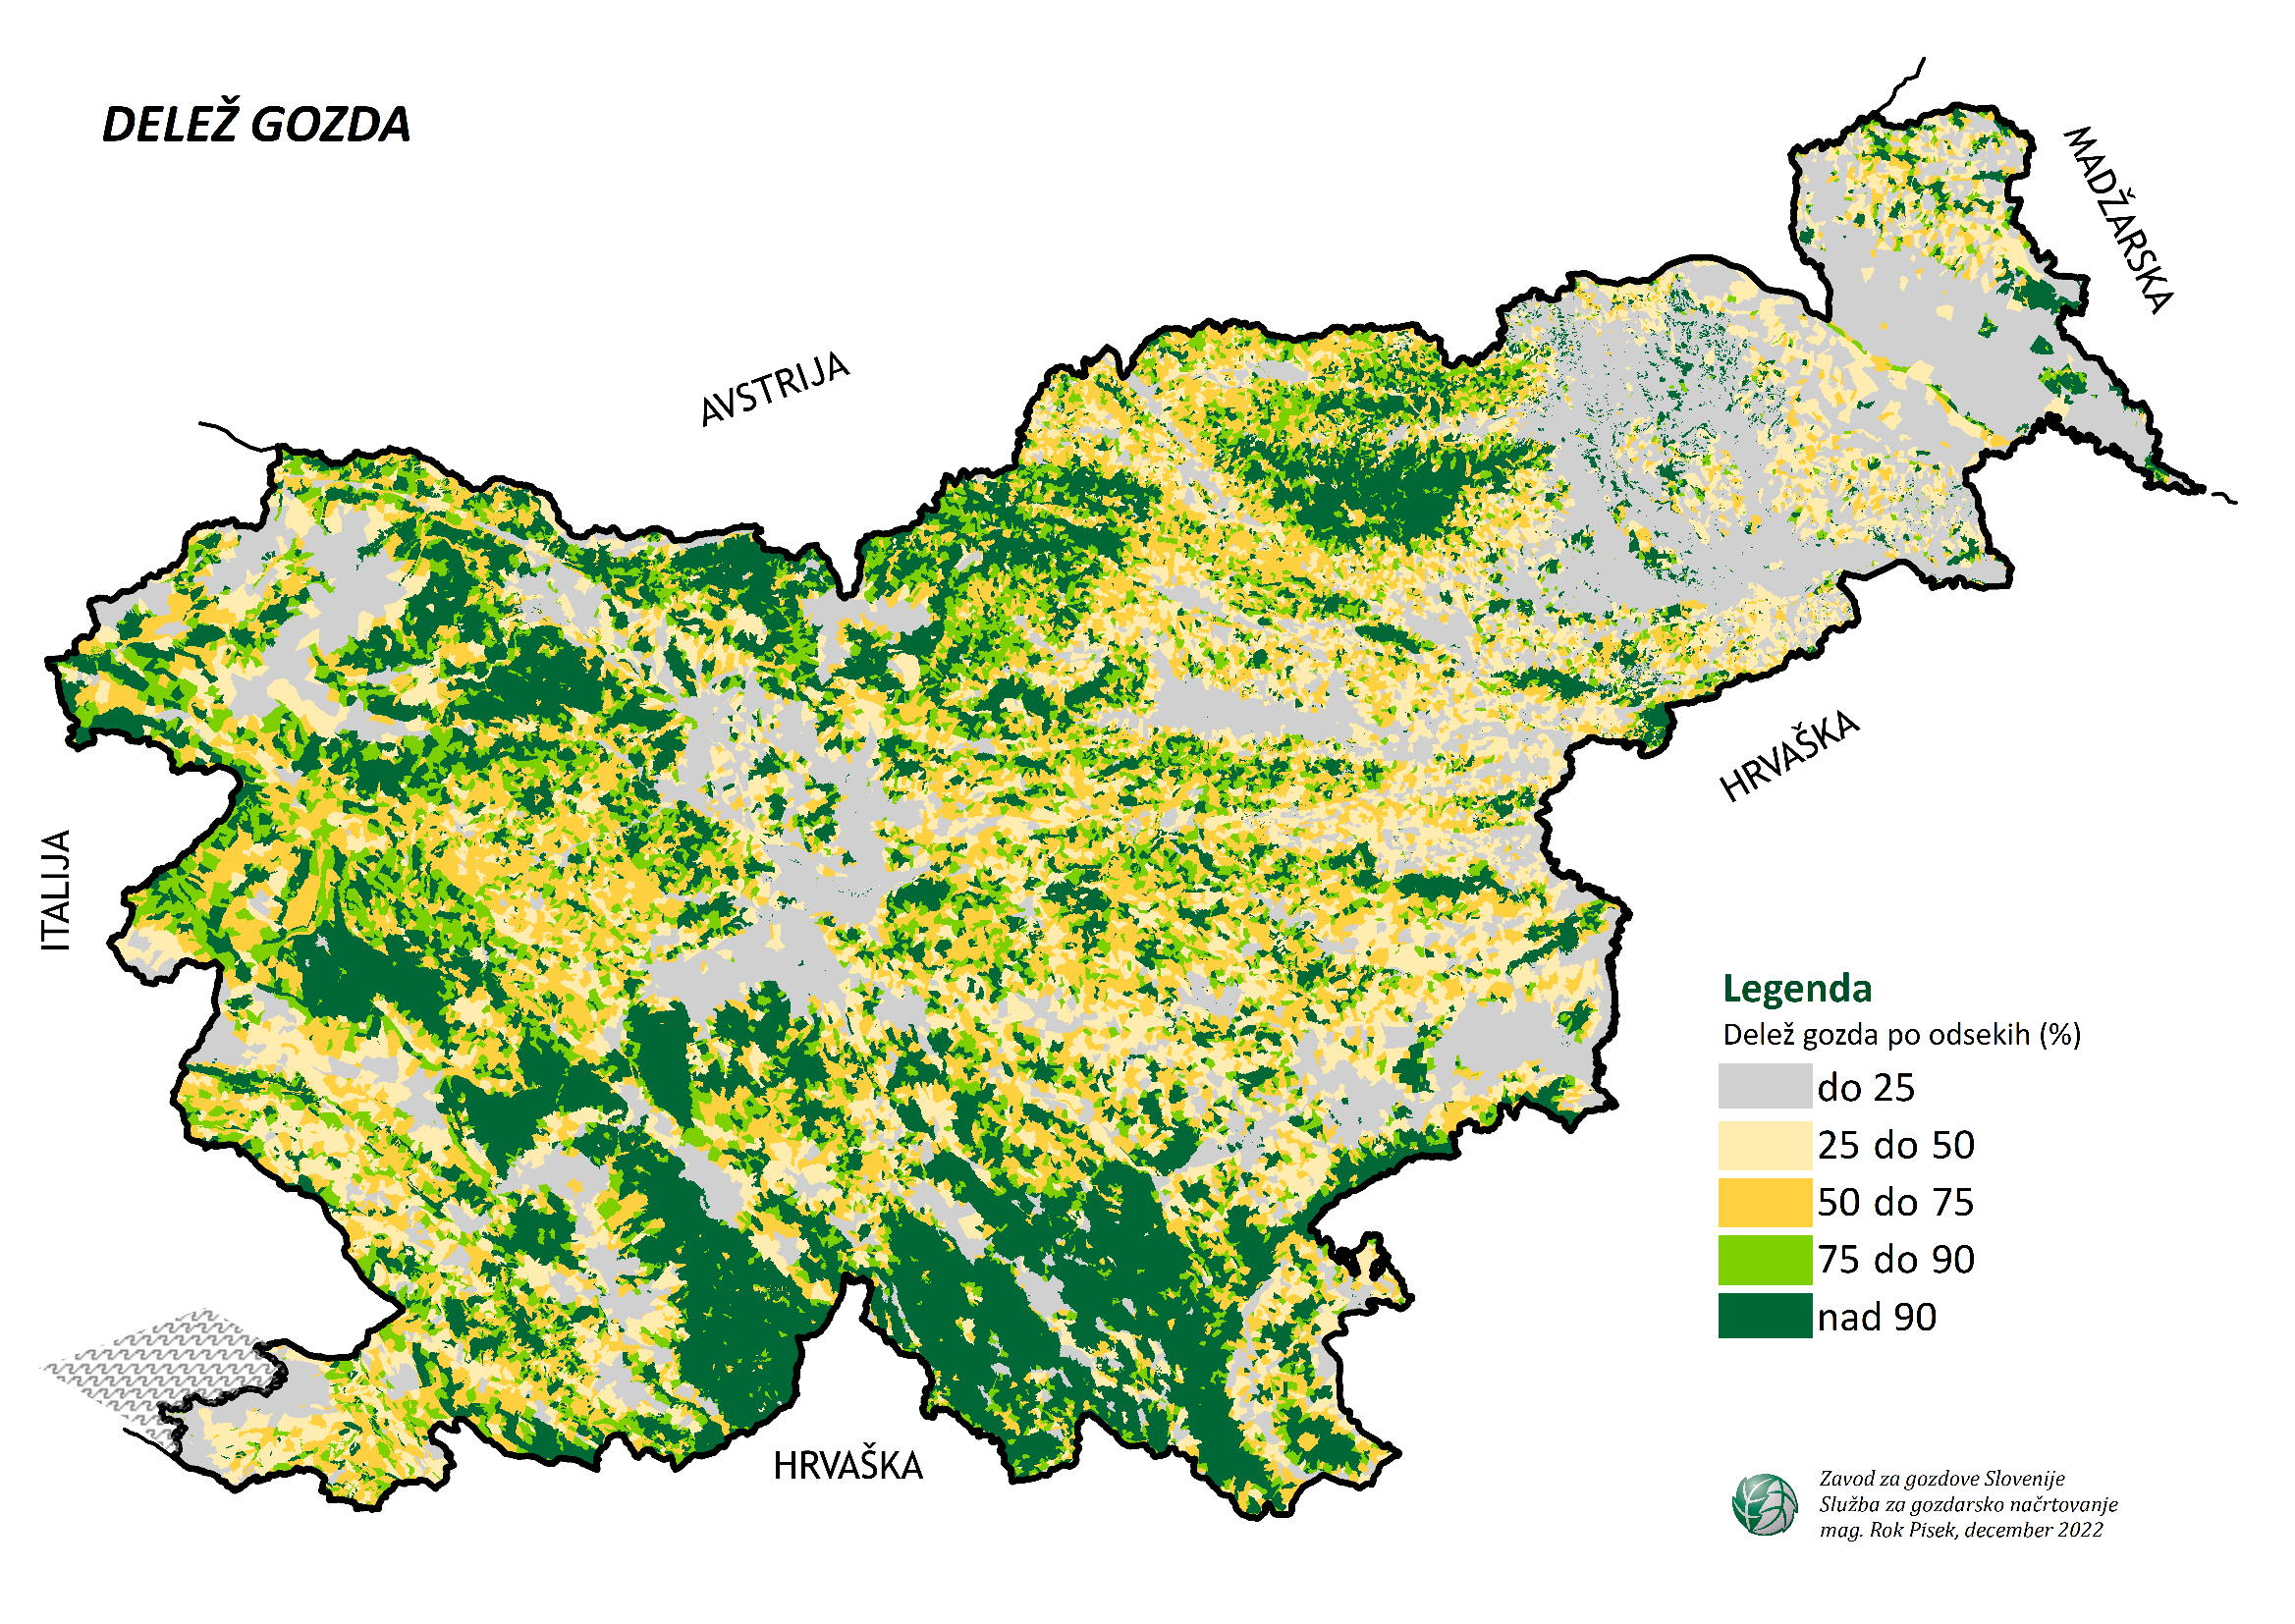 DELEŽ GOZDA
MADŽARSKA
AVSTRIJA
HRVAŠKA
ITALIJA
Legenda
Delež gozda po odsekih (%)
do 25
25 do 50
50 do 75
75 do 90
nad 90
HRVAŠKA
Zavod za gozdove Slovenije
Služba za gozdarsko načrtovanje
mag. Rok Pisek, december 2022